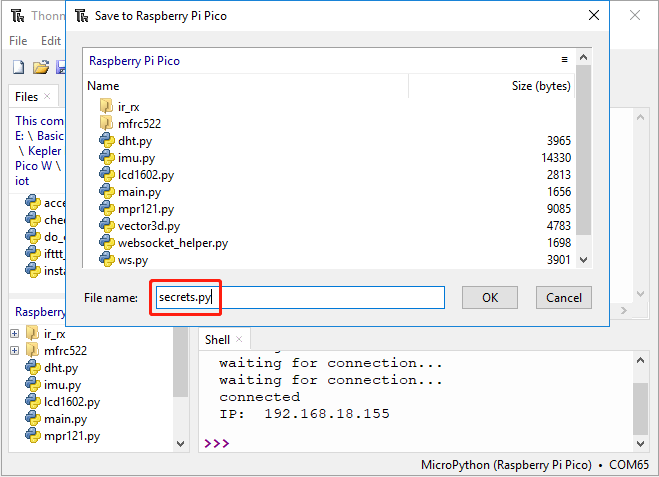 Thonn
Save to Raspberry Pi Pico
File Edit
Raspberry Pi Pico
Name Size (bytes)
ir_rx
mfrc522
dht.py 3965
imu.py 14330
lcd1602.py 2813
main.py 1656
mpr121.py 9085
vector3d.py 4783
websocket_helper.py 1698
ws.py 3901
File name: secrets.py OK Cancel
Files
This com
E: \ Basic
\ Kepler
Pico W \
iot
acce
che
do_
ifttt_
insta
Raspberry
ir_rx
mfrc522
dht.py
imu.py
lcd1602.py
main.py
mpr121.py
Shell
waiting for connection...
waiting for connection...
connected
IP: 192.168.18.155
>>>
MicroPython (Raspberry Pi Pico) • COM65